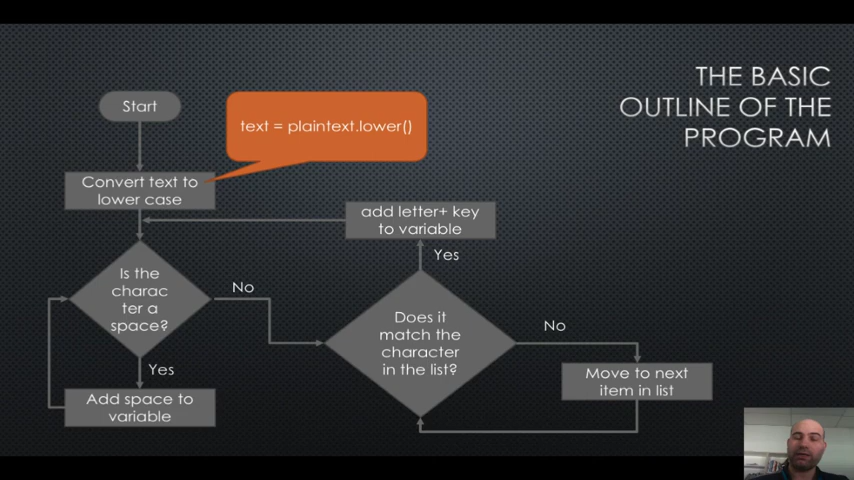 THE BASIC
OUTLINE OF THE
PROGRAM
Start
text = plaintext.lower()
Convert text to
lower case
add letter+ key
to variable
Yes
Is the
charac
ter a
space?
No
Does it
match the
character
in the list?
No
Yes
Move to next
item in list
Add space to
variable